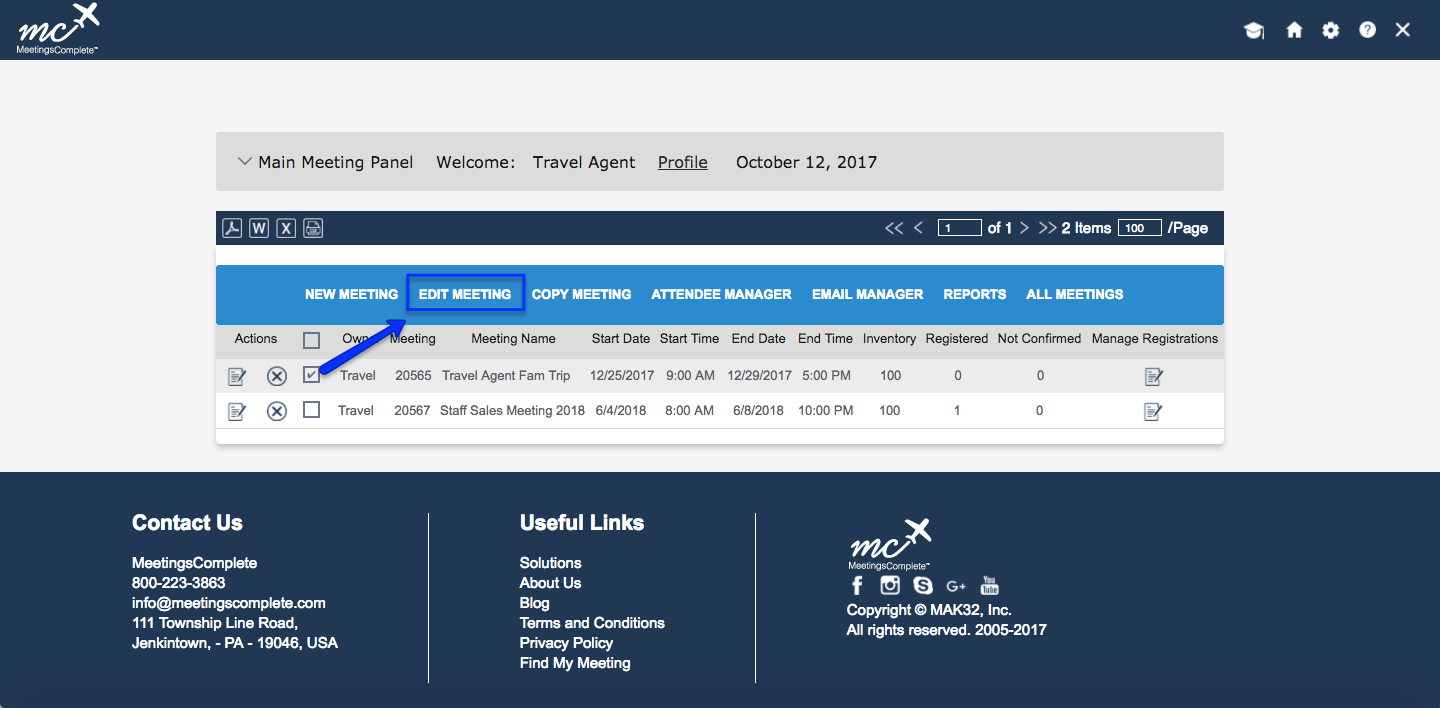 mc
MeetingsComplete™
Main Meeting Panel Welcome: Travel Agent Profile October 12, 2017
W X 1 of 1 2 Items 100 /Page
NEW MEETING EDIT MEETING COPY MEETING ATTENDEE MANAGER EMAIL MANAGER REPORTS ALL MEETINGS
Actions Meeting Meeting Name Start Date Start Time End Date End Time Inventory Registered Not Confirmed Manage Registrations
Travel 20565 Travel Agent Fam Trip 12/25/2017 9:00 AM 12/29/2017 5:00 PM 100 0 0
Travel 20567 Staff Sales Meeting 2018 6/4/2018 8:00 AM 6/8/2018 10:00 PM 100 1 0
Contact Us
MeetingsComplete
800-223-3863
info@meetingscomplete.com
111 Township Line Road,
Jenkintown, - PA - 19046, USA
Useful Links
Solutions
About Us
Blog
Terms and Conditions
Privacy Policy
Find My Meeting
mc
MeetingsComplete™
f G+ You Tube
Copyright © MAK32, Inc.
All rights reserved. 2005-2017